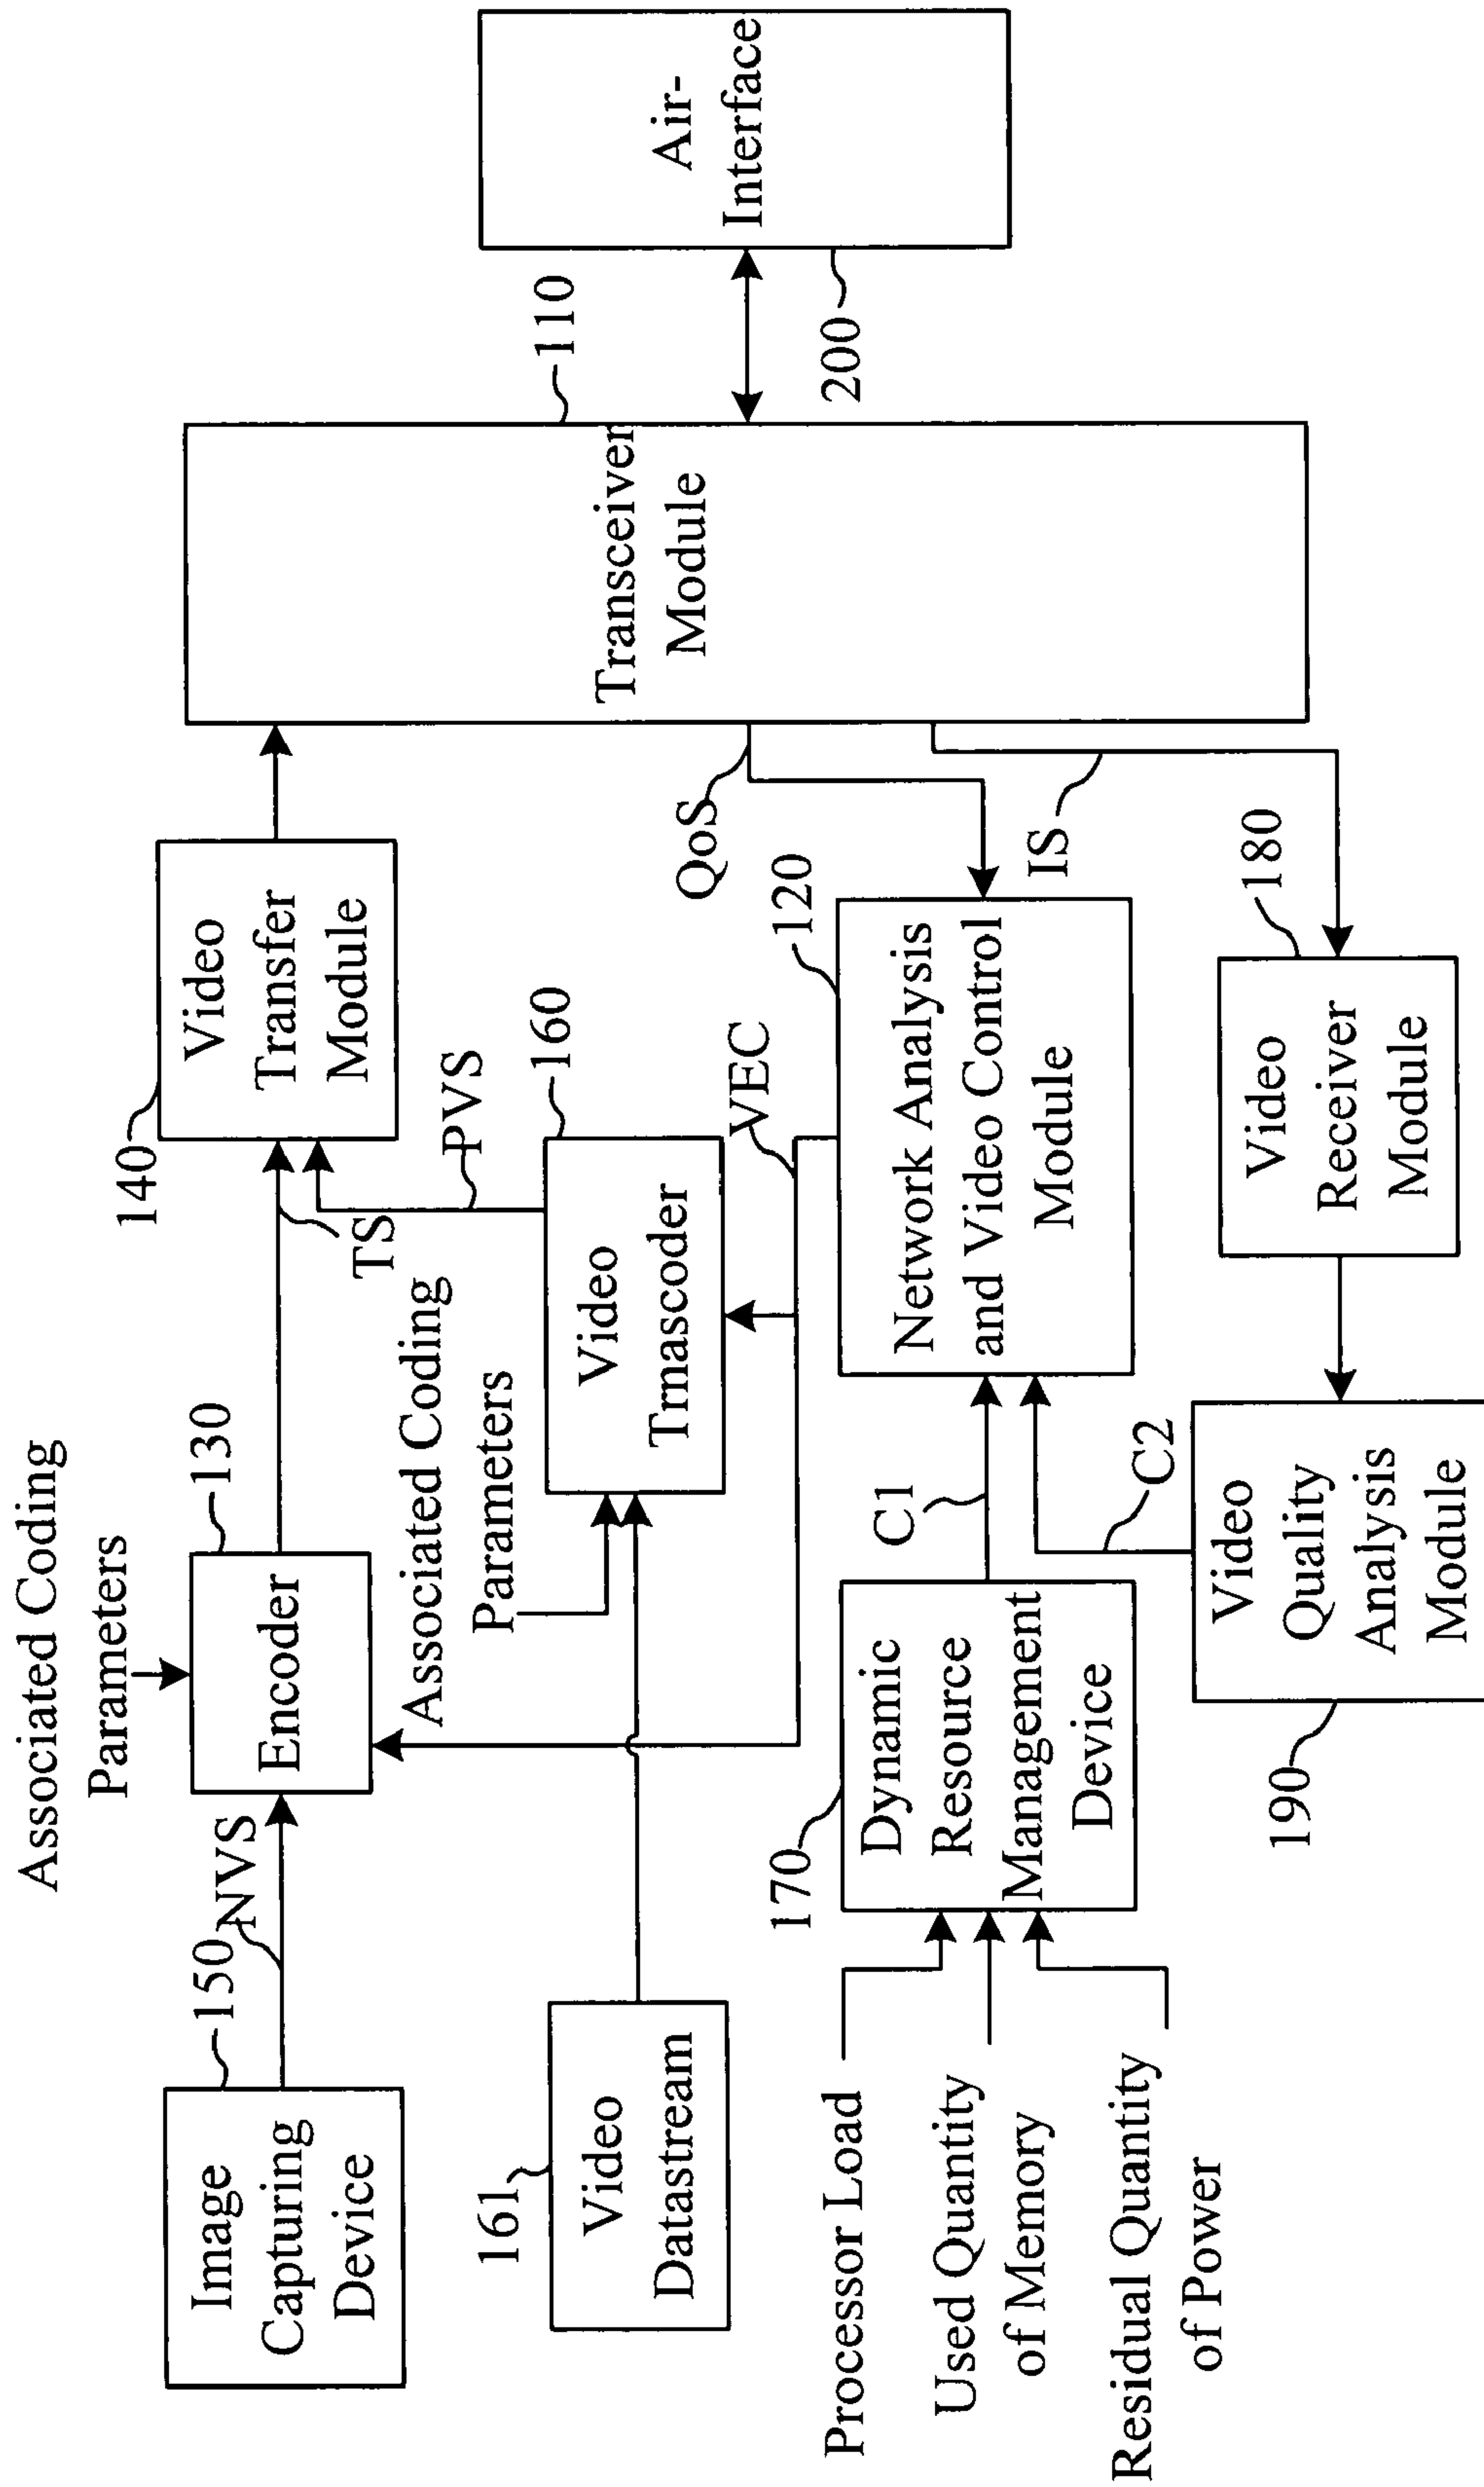 Associated Coding
Parameters
Image
Capturing
Device
150
NVS
Encoder
130
TS
140
Video
Transfer
Module
Transceiver
Module
110
Air-
Interface
200
161
Video
Datastream
Associated Coding
Parameters
Video
Trnascoder
160
PVS
VEC
QoS
IS
Processor Load
Used Quantity
of Memory
Residual Quantity
of Power
170
Dynamic
Resource
Management
Device
C1
C2
Network Analysis
and Video Control
Module
120
190
Video
Quality
Analysis
Module
Video
Receiver
Module
180